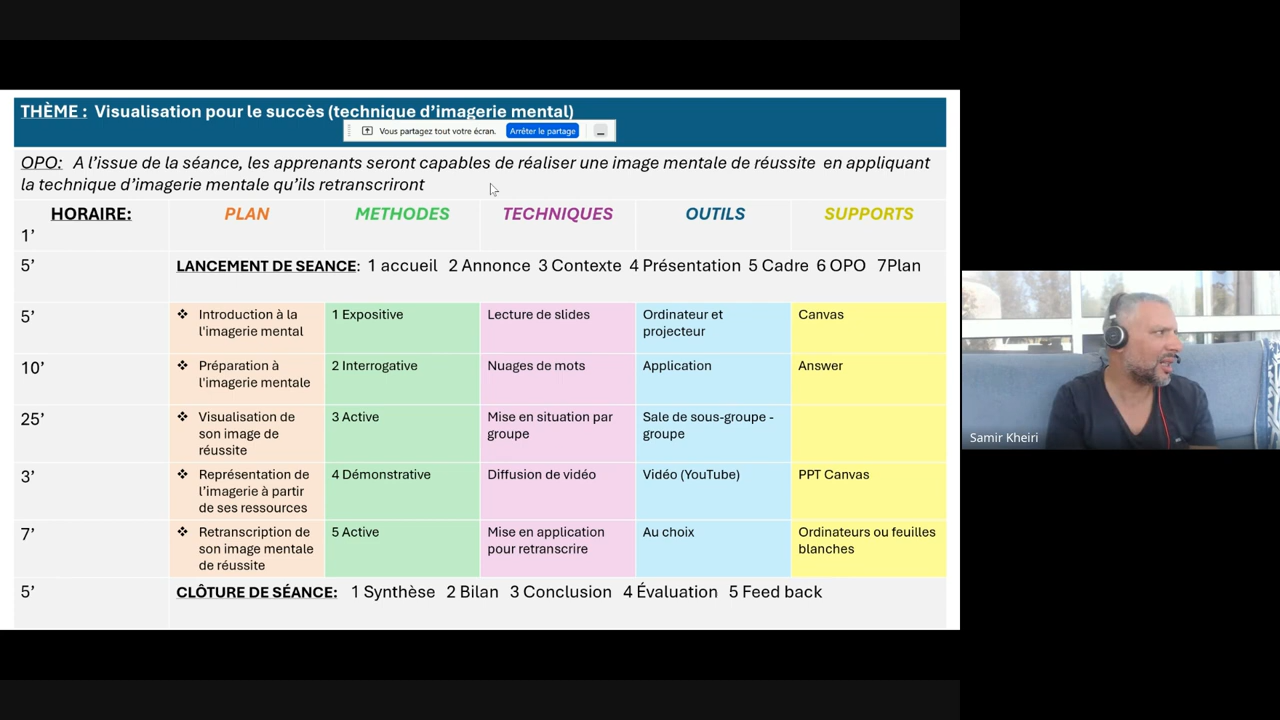 THÈME : Visualisation pour le succès (technique d'imagerie mental)
Vous partagez tout votre écran. Arrêter le partage
OPO: A l'issue de la séance, les apprenants seront capables de réaliser une image mentale de réussite en appliquant
la technique d'imagerie mentale qu'ils retranscriront
HORAIRE: PLAN METHODES TECHNIQUES OUTILS SUPPORTS
1'
5' LANCEMENT DE SEANCE: 1 accueil 2 Annonce 3 Contexte 4 Présentation 5 Cadre 6 OPO 7Plan
5'
❖ Introduction à la
l'imagerie mental
1 Expositive
Lecture de slides
Ordinateur et
projecteur
Canvas
10'
❖ Préparation à
l'imagerie mentale
2 Interrogative
Nuages de mots
Application
Answer
25'
❖ Visualisation de
son image de
réussite
3 Active
Mise en situation par
groupe
Sale de sous-groupe -
groupe
3'
❖ Représentation de
l'imagerie à partir
de ses ressources
4 Démonstrative
Diffusion de vidéo
Vidéo (YouTube)
PPT Canvas
7'
❖ Retranscription de
son image mentale
de réussite
5 Active
Mise en application
pour retranscrire
Au choix
Ordinateurs ou feuilles
blanches
5' CLÔTURE DE SÉANCE: 1 Synthèse 2 Bilan 3 Conclusion 4 Évaluation 5 Feed back
Samir Kheiri